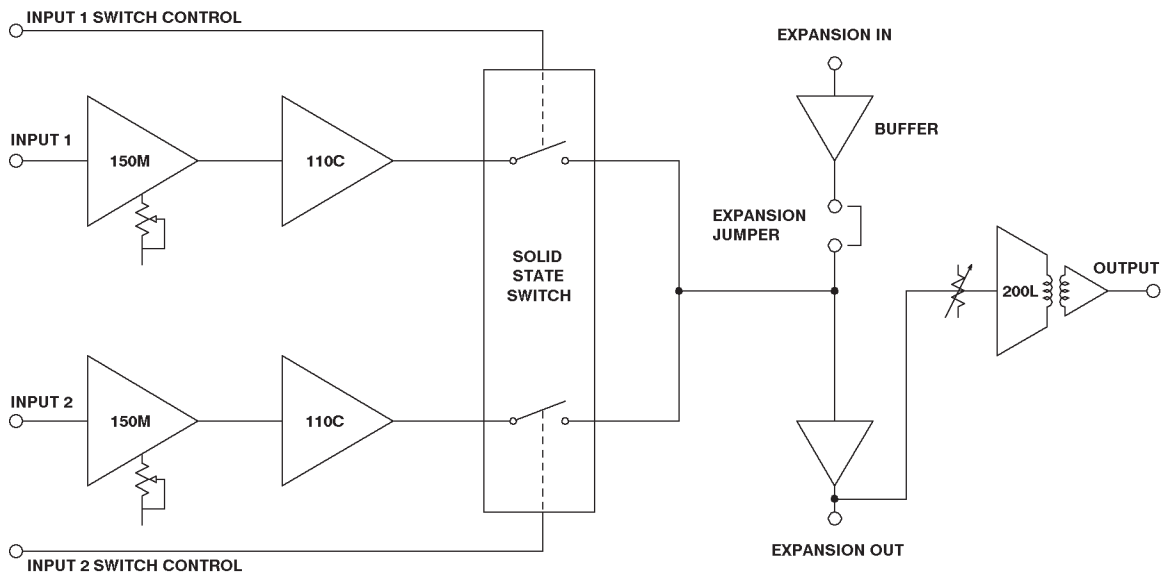 INPUT 1 SWITCH CONTROL
EXPANSION IN
INPUT 1
150M
110C
BUFFER
EXPANSION
JUMPER
SOLID
STATE
SWITCH
200L
OUTPUT
INPUT 2
150M
110C
EXPANSION OUT
INPUT 2 SWITCH CONTROL